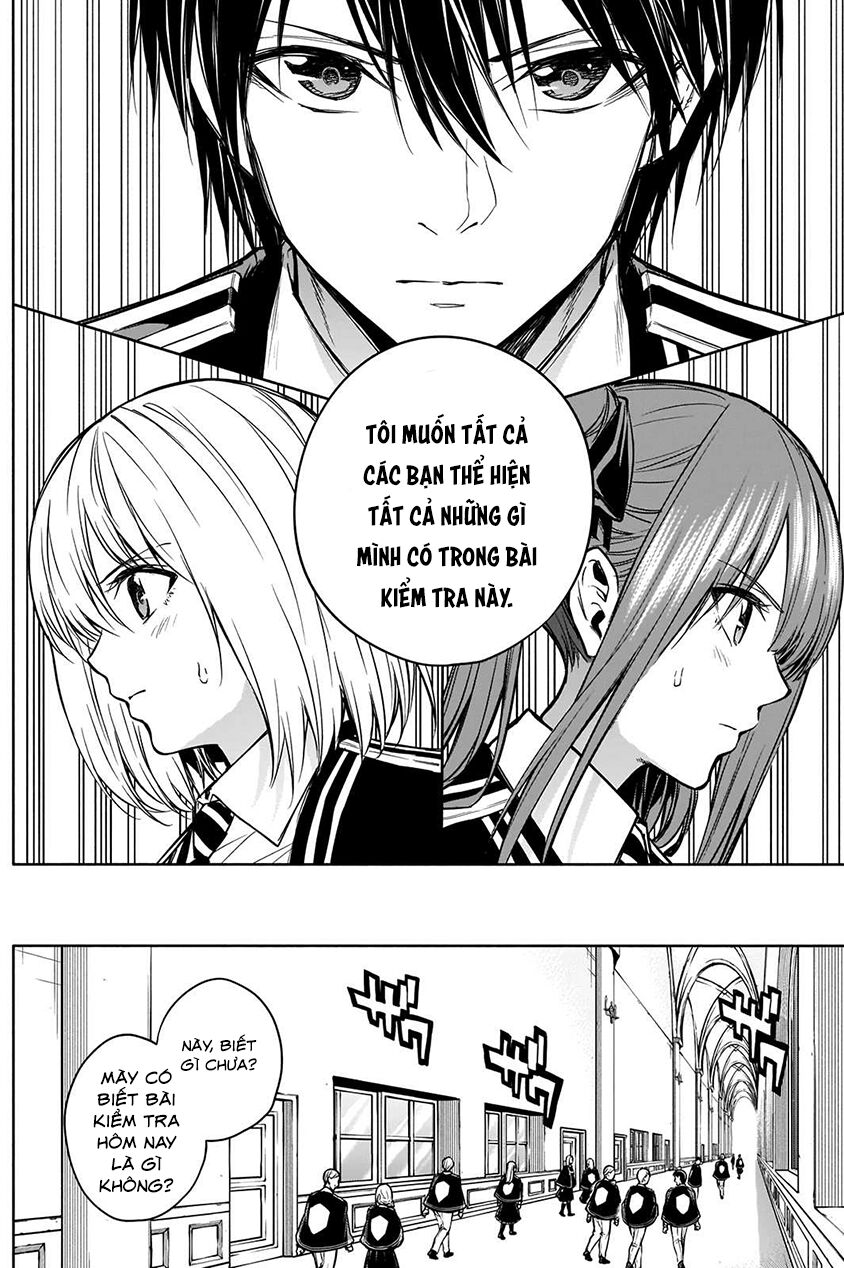 TÔI MUỐN TẤT CẢ
CÁC BẠN THỂ HIỆN
TẤT CẢ NHỮNG GÌ
MÌNH CÓ TRONG BÀI
KIỂM TRA NÀY.
NÀY, BIẾT
GÌ CHƯA?
MÀY CÓ
BIẾT BÀI
KIỂM TRA
HÔM NAY
LÀ GÌ
KHÔNG?